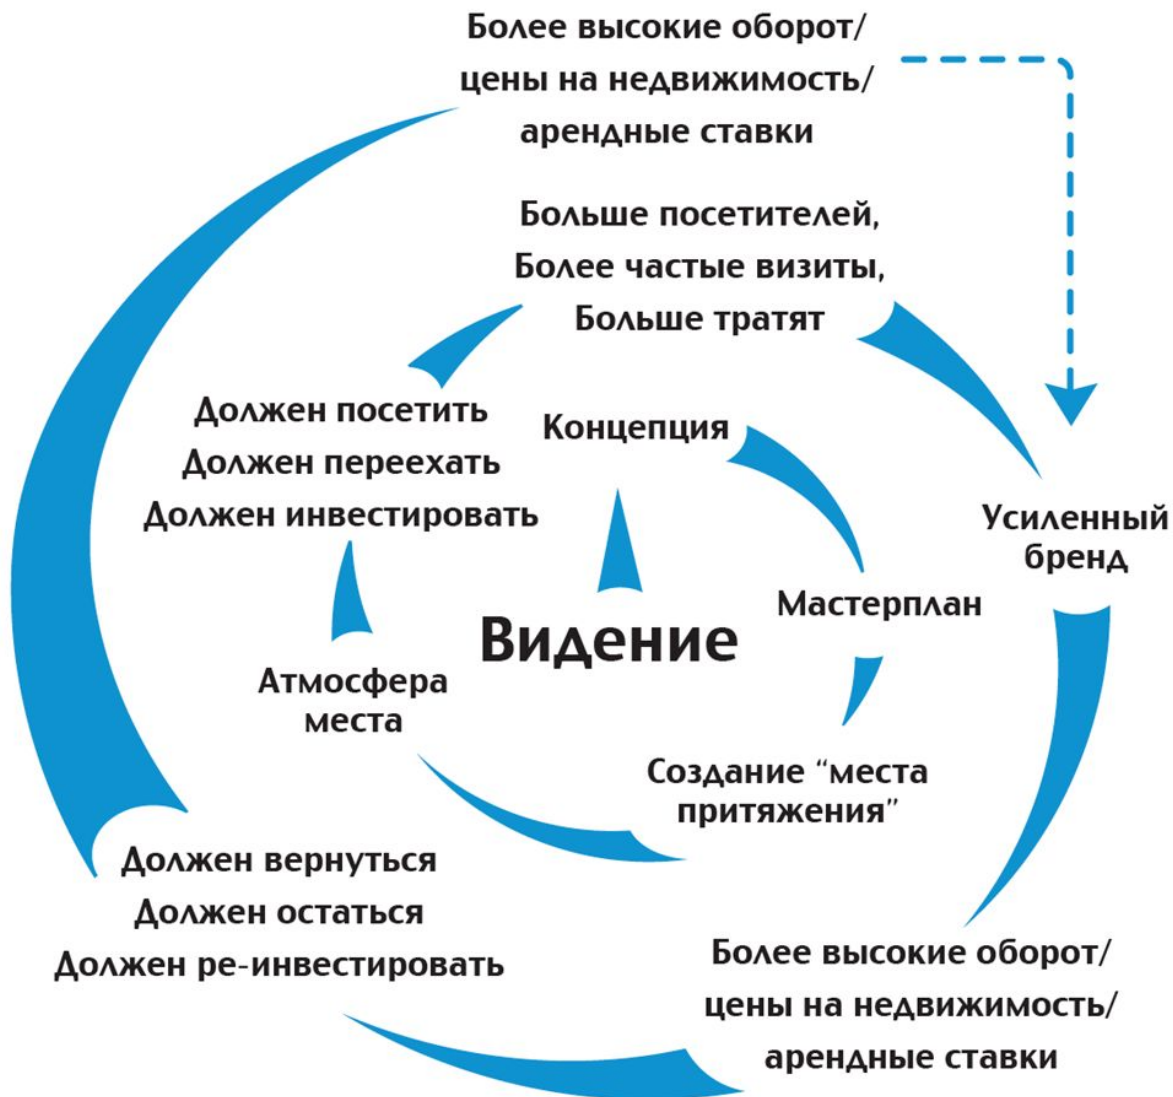 Более высокие оборот/
цены на недвижимость/
арендные ставки
Больше посетителей,
Более частые визиты,
Больше тратят
Должен посетить
Должен переехать
Должен инвестировать
Концепция
Усиленный
бренд
Мастерплан
Видение
Атмосфера
места
Создание “места
притяжения”
Должен вернуться
Должен остаться
Должен ре-инвестировать
Более высокие оборот/
цены на недвижимость/
арендные ставки